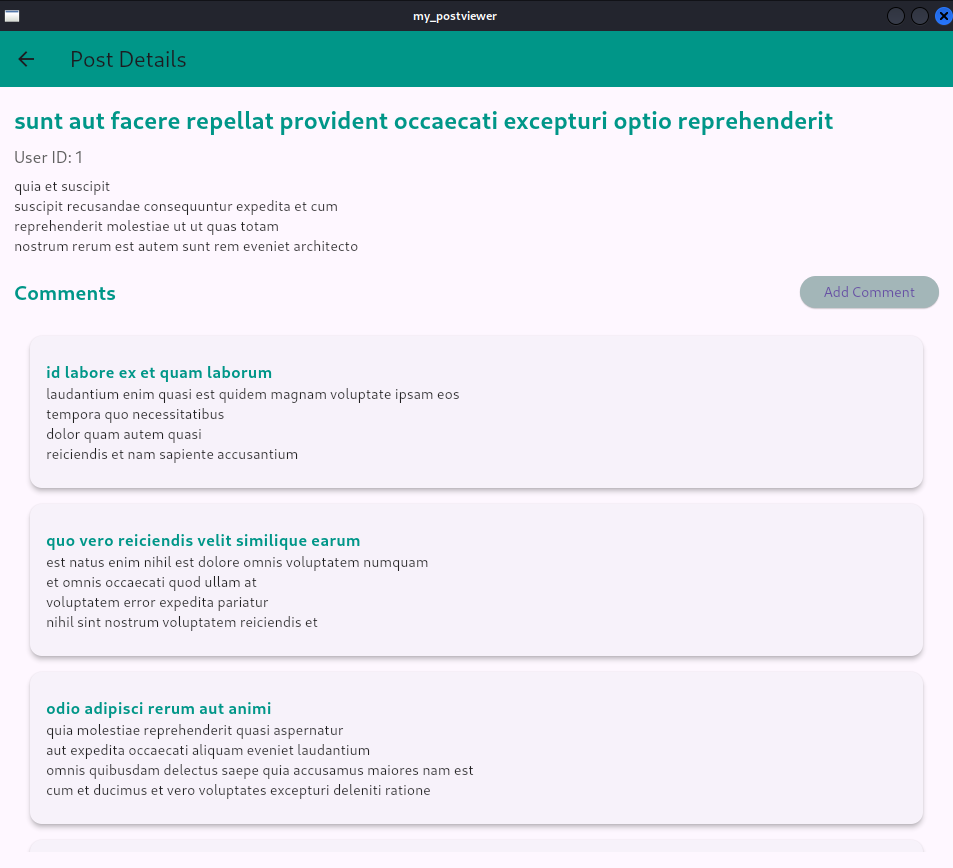 my_postviewer
Post Details
sunt aut facere repellat provident occaecati excepturi optio reprehenderit
User ID: 1
quia et suscipit
suscipit recusandae consequuntur expedita et cum
reprehenderit molestiae ut ut quas totam
nostrum rerum est autem sunt rem eveniet architecto
Comments
Add Comment
id labore ex et quam laborum
laudantium enim quasi est quidem magnam voluptate ipsam eos
tempora quo necessitatibus
dolor quam autem quasi
reiciendis et nam sapiente accusantium
quo vero reiciendis velit similique earum
est natus enim nihil est dolore omnis voluptatem numquam
et omnis occaecati quod ullam at
voluptatem error expedita pariatur
nihil sint nostrum voluptatem reiciendis et
odio adipisci rerum aut animi
quia molestiae reprehenderit quasi aspernatur
aut expedita occaecati aliquam eveniet laudantium
omnis quibusdam delectus saepe quia accusamus maiores nam est
cum et ducimus et vero voluptates excepturi deleniti ratione